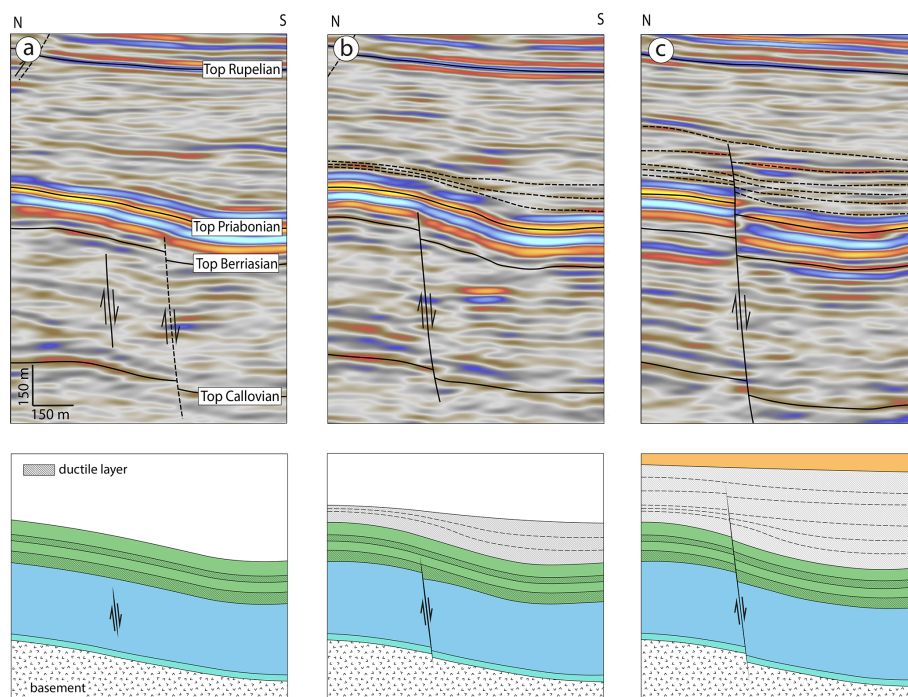 N
S
N
S
N
S
a
b
c
Top Rupelian
Top Priabonian
Top Berriasian
Top Callovian
150 m
150 m
ductile layer
basement